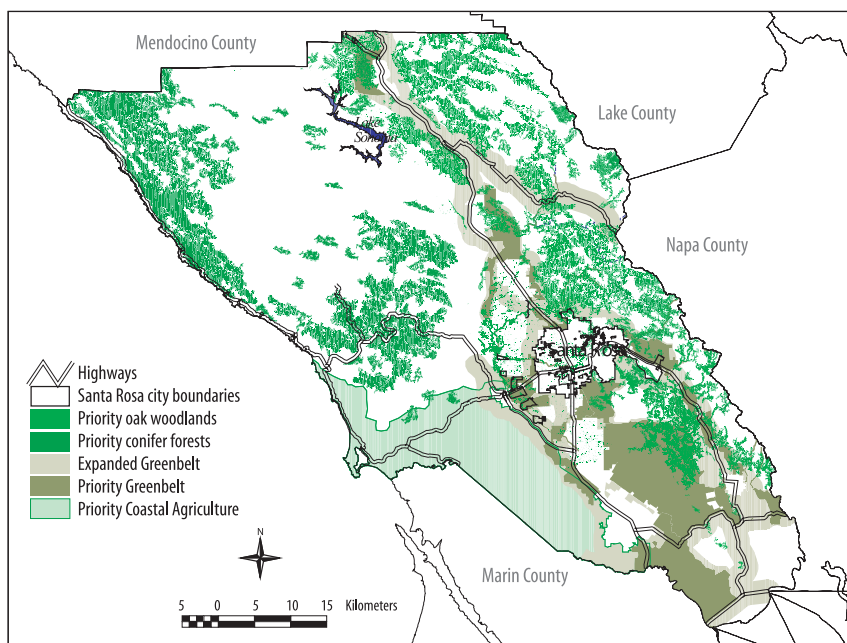 Mendocino County
Lake County
Lake
Sonoma
Napa County
Santa Rosa
Highways
Santa Rosa city boundaries
Priority oak woodlands
Priority conifer forests
Expanded Greenbelt
Priority Greenbelt
Priority Coastal Agriculture
N
Marin County
5 0 5 10 15 Kilometers